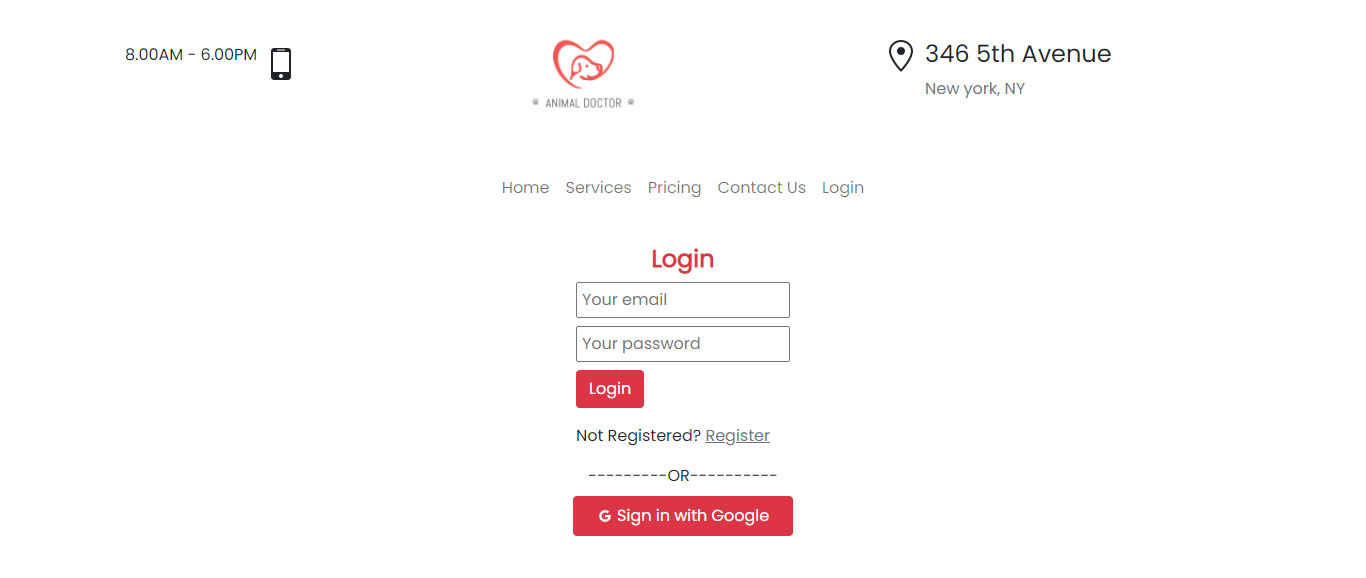 8.00AM - 6.00PM
ANIMAL DOCTOR
346 5th Avenue
New york, NY
Home Services Pricing Contact Us Login
Login
Your email
Your password
Login
Not Registered? Register
---------OR----------
G Sign in with Google